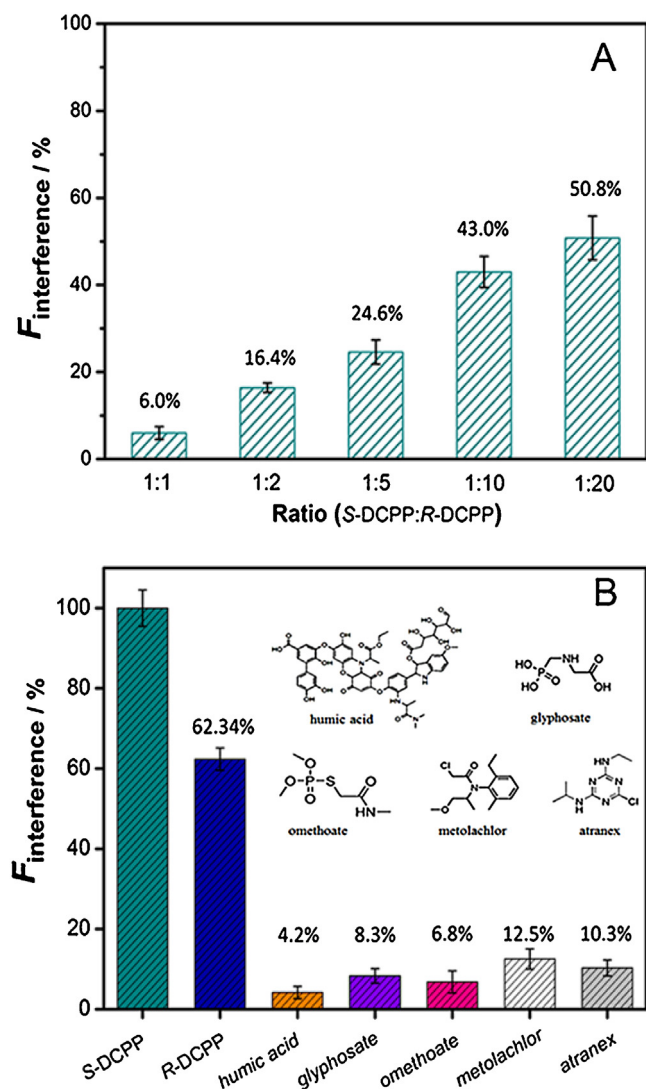 A
F interference / %
100
80
60
40
20
0
6.0%
16.4%
24.6%
43.0%
50.8%
1:1 1:2 1:5 1:10 1:20
Ratio (S-DCPP:R-DCPP)
B
F interference / %
100
80
60
40
20
0
62.34%
4.2%
8.3%
6.8%
12.5%
10.3%
humic acid
glyphosate
omethoate
metolachlor
atranex
S-DCPP R-DCPP humic acid glyphosate omethoate metolachlor atranex